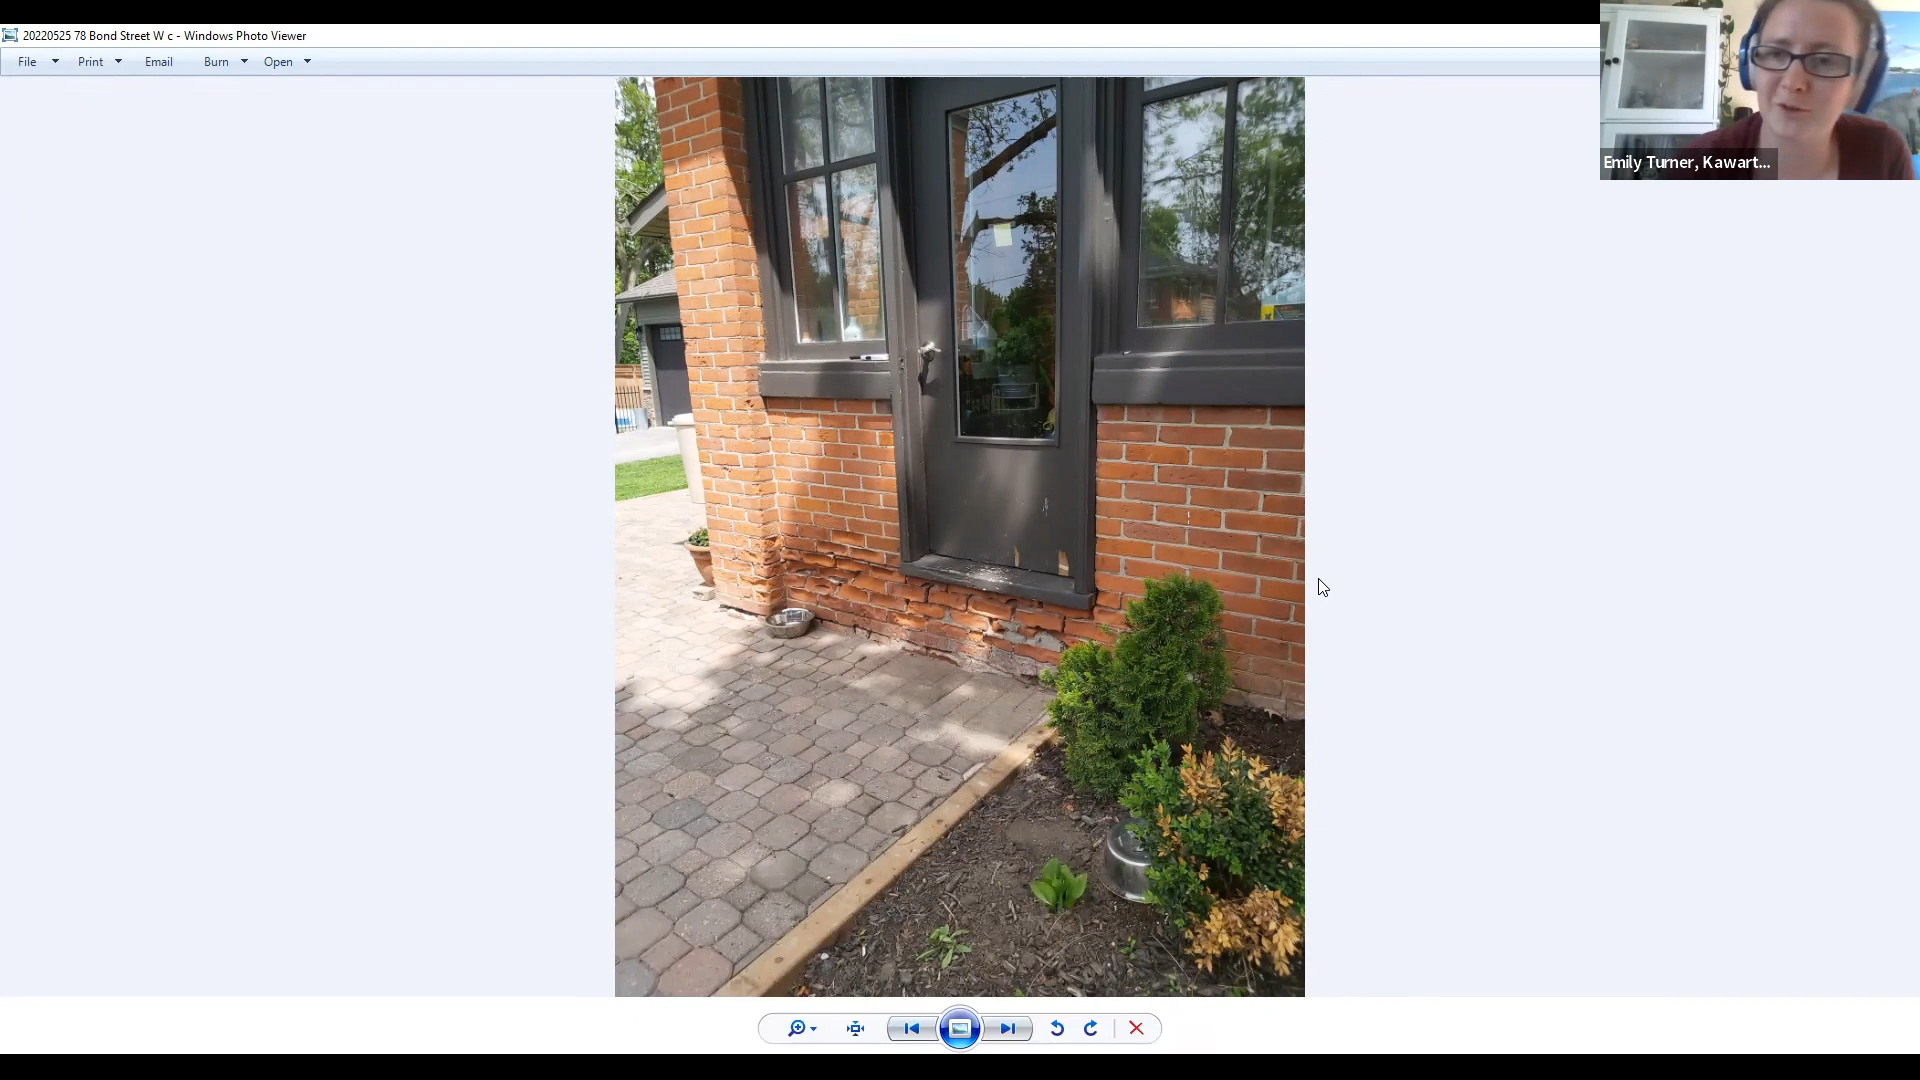 20220525 78 Bond Street W c - Windows Photo Viewer
File Print Email Burn Open
Emily Turner, Kawart...